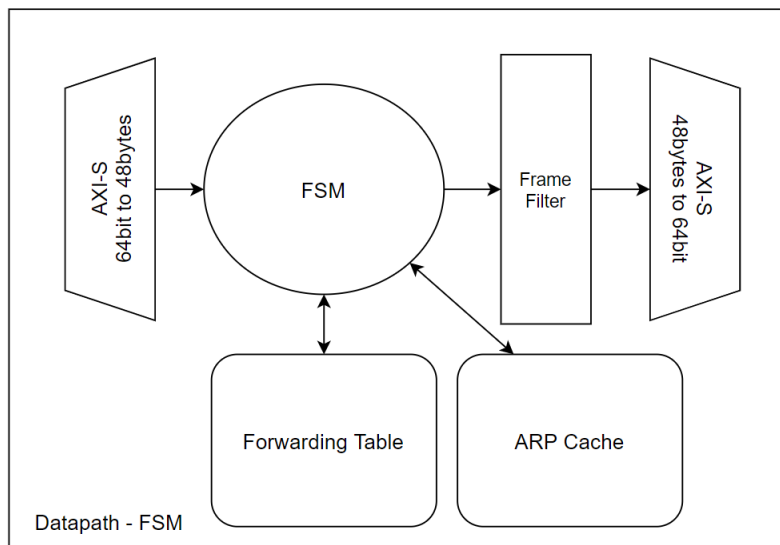 AXI-S
64bit to 48bytes
FSM
Frame
Filter
AXI-S
48bytes to 64bit
Forwarding Table
ARP Cache
Datapath - FSM